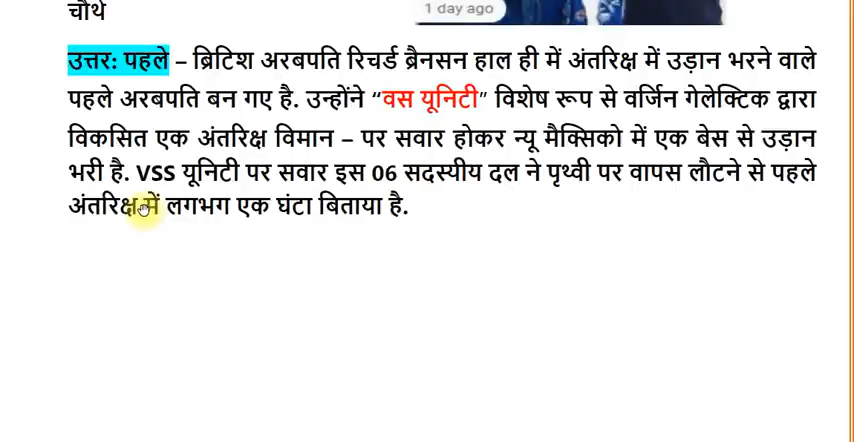 चौथे
1 day ago
उत्तर: पहले – ब्रिटिश अरबपति रिचर्ड ब्रैनसन हाल ही में अंतरिक्ष में उड़ान भरने वाले
पहले अरबपति बन गए है. उन्होंने “वस यूनिटी” विशेष रूप से वर्जिन गेलेक्टिक द्वारा
विकसित एक अंतरिक्ष विमान – पर सवार होकर न्यू मैक्सिको में एक बेस से उड़ान
भरी है. VSS यूनिटी पर सवार इस 06 सदस्यीय दल ने पृथ्वी पर वापस लौटने से पहले
अंतरिक्ष में लगभग एक घंटा बिताया है.